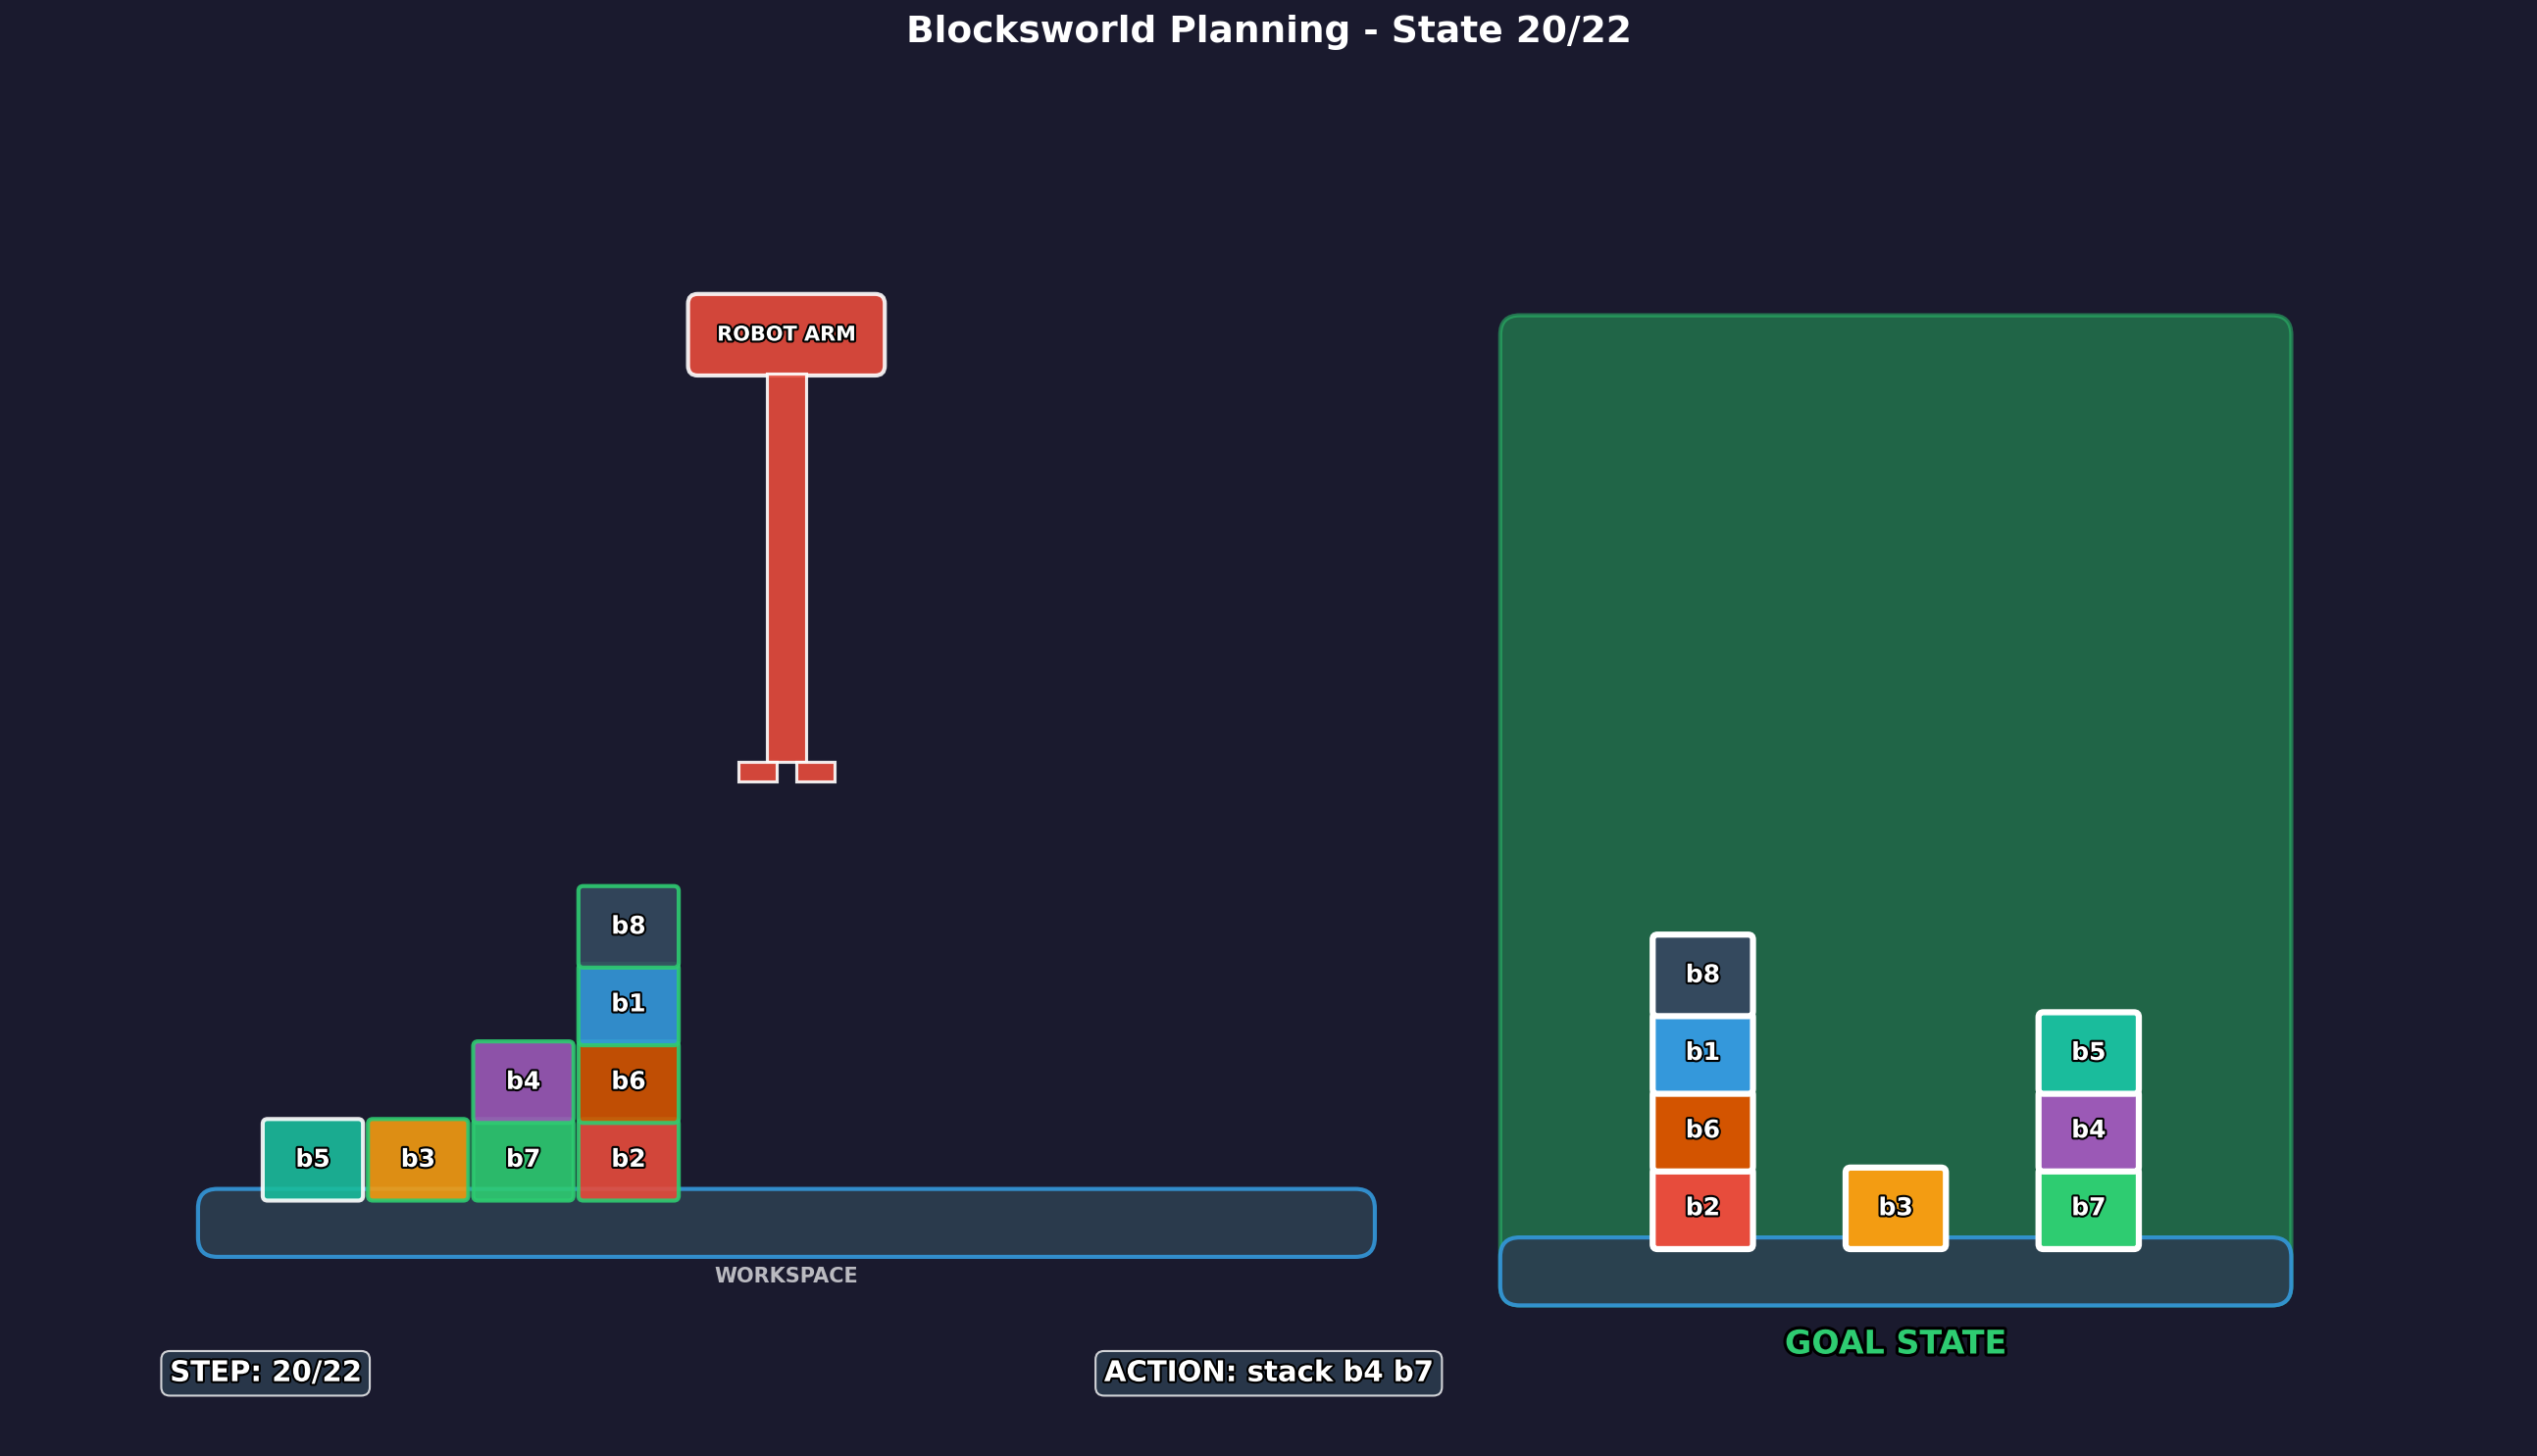 Blocksworld Planning - State 20/22
ROBOT ARM
b8
b1
b4
b6
b5
b3
b7
b2
WORKSPACE
b8
b1
b5
b6
b4
b2
b3
b7
GOAL STATE
STEP: 20/22
ACTION: stack b4 b7